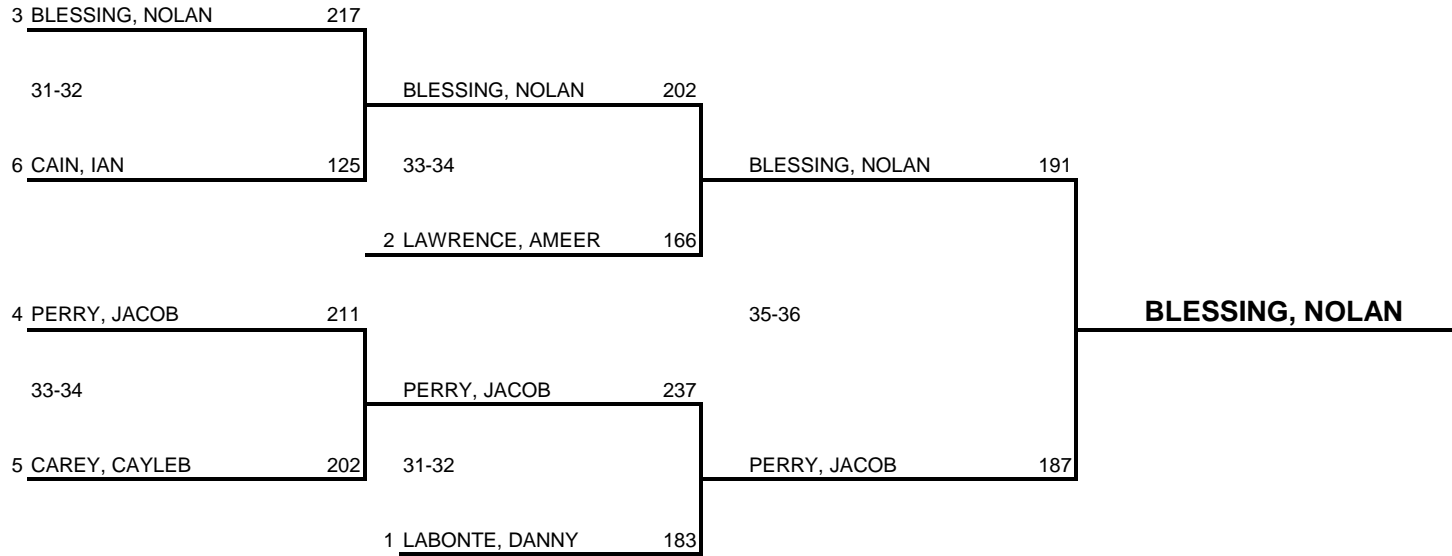 3 BLESSING, NOLAN 217
31-32 BLESSING, NOLAN 202
6 CAIN, IAN 125 33-34 BLESSING, NOLAN 191
2 LAWRENCE, AMEER 166
4 PERRY, JACOB 211 35-36 BLESSING, NOLAN
33-34 PERRY, JACOB 237
5 CAREY, CAYLEB 202 31-32 PERRY, JACOB 187
1 LABONTE, DANNY 183